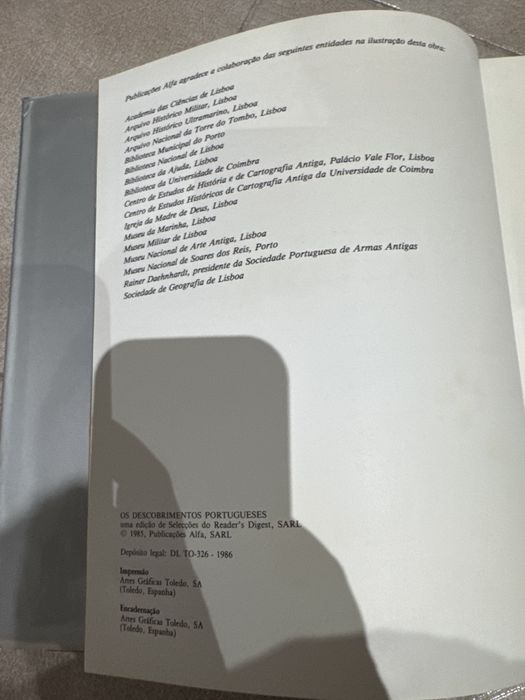 Publicações Alfa agradece a colaboração das seguintes entidades na ilustração desta obra:
Academia das Ciências de Lisboa
Arquivo Histórico Militar, Lisboa
Arquivo Histórico Ultramarino, Lisboa
Arquivo Nacional da Torre do Tombo, Lisboa
Biblioteca Municipal do Porto
Biblioteca Nacional de Lisboa
Biblioteca da Ajuda, Lisboa
Biblioteca da Universidade de Coimbra
Centro de Estudos de História e de Cartografia Antiga, Palácio Vale Flor, Lisboa
Centro de Estudos Históricos de Cartografia Antiga da Universidade de Coimbra
Igreja da Madre de Deus, Lisboa
Museu da Marinha, Lisboa
Museu Militar de Lisboa
Museu Nacional de Arte Antiga, Lisboa
Museu Nacional de Soares dos Reis, Porto
Rainer Daehnhardt, presidente da Sociedade Portuguesa de Armas Antigas
Sociedade de Geografia de Lisboa
OS DESCOBRIMENTOS PORTUGUESES
uma edição de Selecções do Reader's Digest, SARL
© 1985, Publicações Alfa, SARL
Depósito legal: DL TO-326 - 1986
Impressão
Artes Gráficas Toledo, SA
(Toledo, Espanha)
Encadernação
Artes Gráficas Toledo, SA
(Toledo, Espanha)